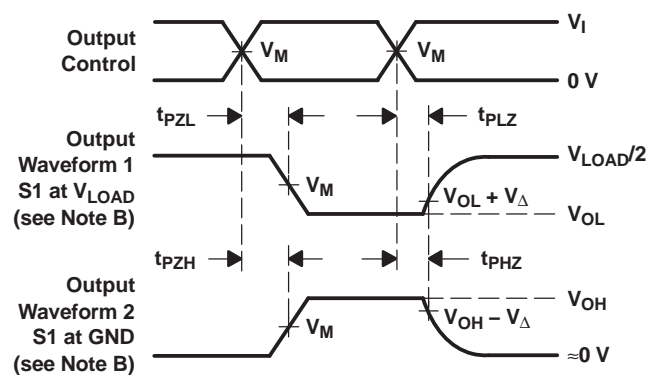 Output
Control
V_M
V_M
V_I
0 V
t_PZL
t_PLZ
Output
Waveform 1
S1 at V_LOAD
(see Note B)
V_M
V_LOAD/2
V_OL + V_Δ
V_OL
t_PZH
t_PHZ
Output
Waveform 2
S1 at GND
(see Note B)
V_M
V_OH
V_OH – V_Δ
≈0 V